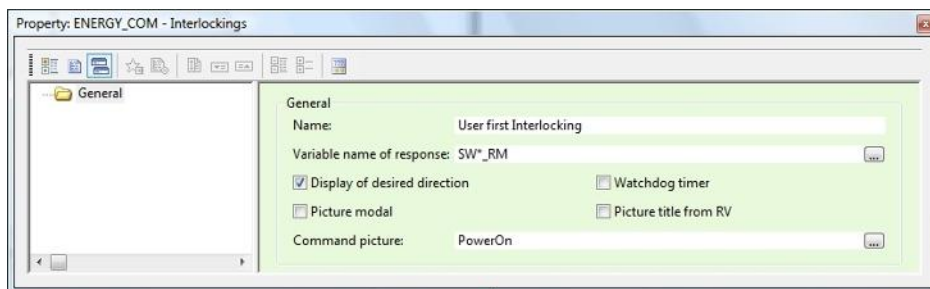 Property: ENERGY_COM - Interlockings
General
General
Name: User first Interlocking
Variable name of response: SW*_RM ...
Display of desired direction Watchdog timer
Picture modal Picture title from RV
Command picture: PowerOn ...